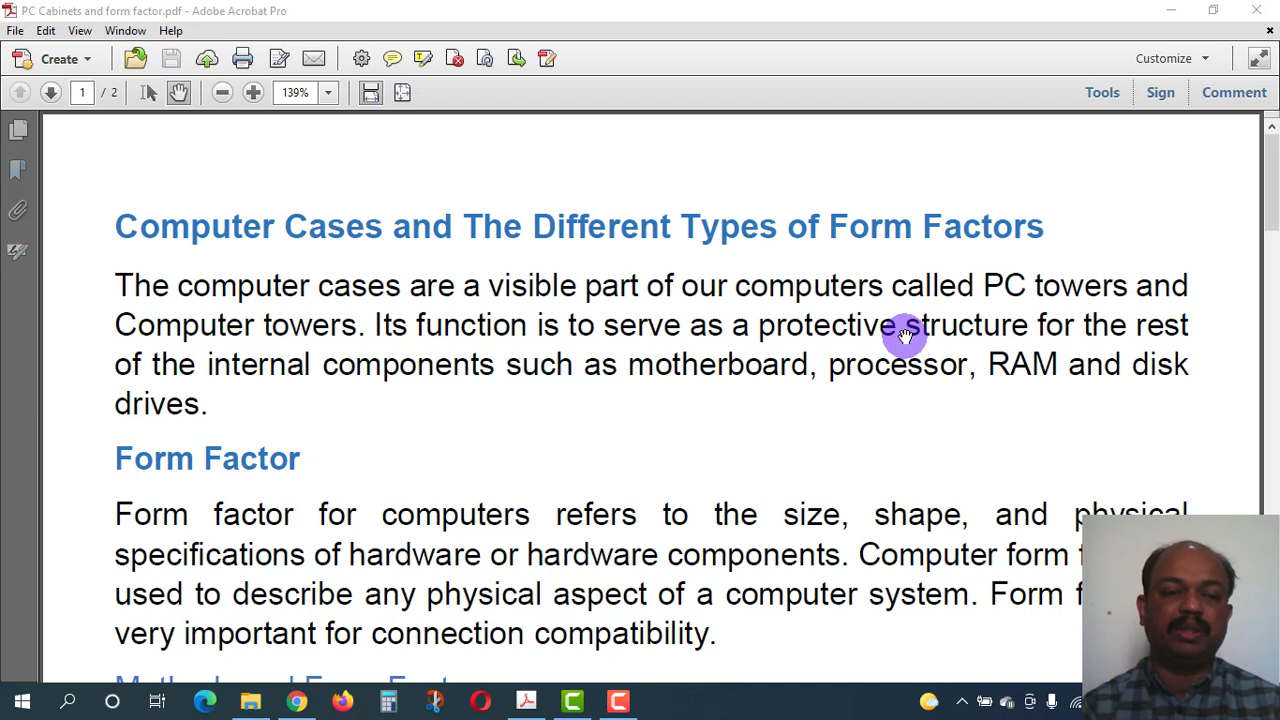 PC Cabinets and form factor.pdf - Adobe Acrobat Pro
File Edit View Window Help
Create
Customize
1 / 2
139%
Tools Sign Comment
Computer Cases and The Different Types of Form Factors
The computer cases are a visible part of our computers called PC towers and
Computer towers. Its function is to serve as a protective structure for the rest
of the internal components such as motherboard, processor, RAM and disk
drives.
Form Factor
Form factor for computers refers to the size, shape, and physical
specifications of hardware or hardware components. Computer form
used to describe any physical aspect of a computer system. Form
very important for connection compatibility.